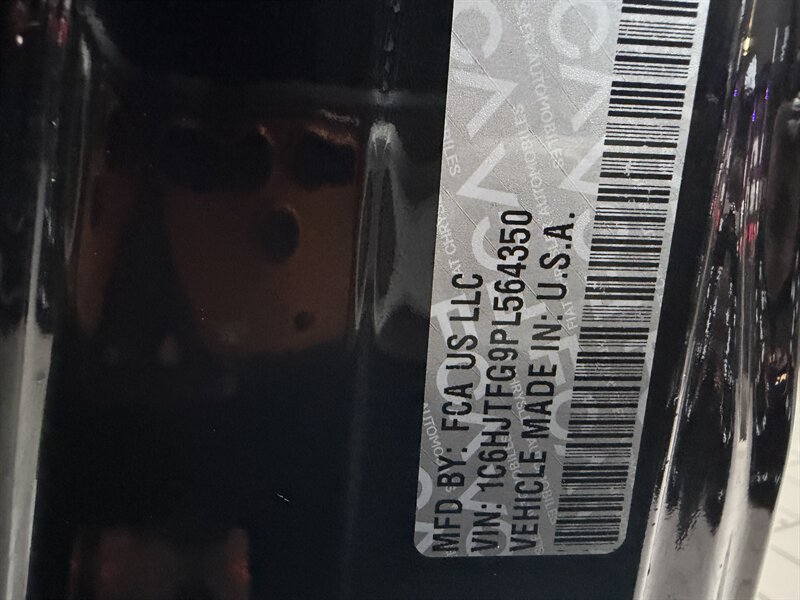 MFD BY: FCA US LLC
VIN: 1C6HJTFG9PL564350
VEHICLE MADE IN: U.S.A.